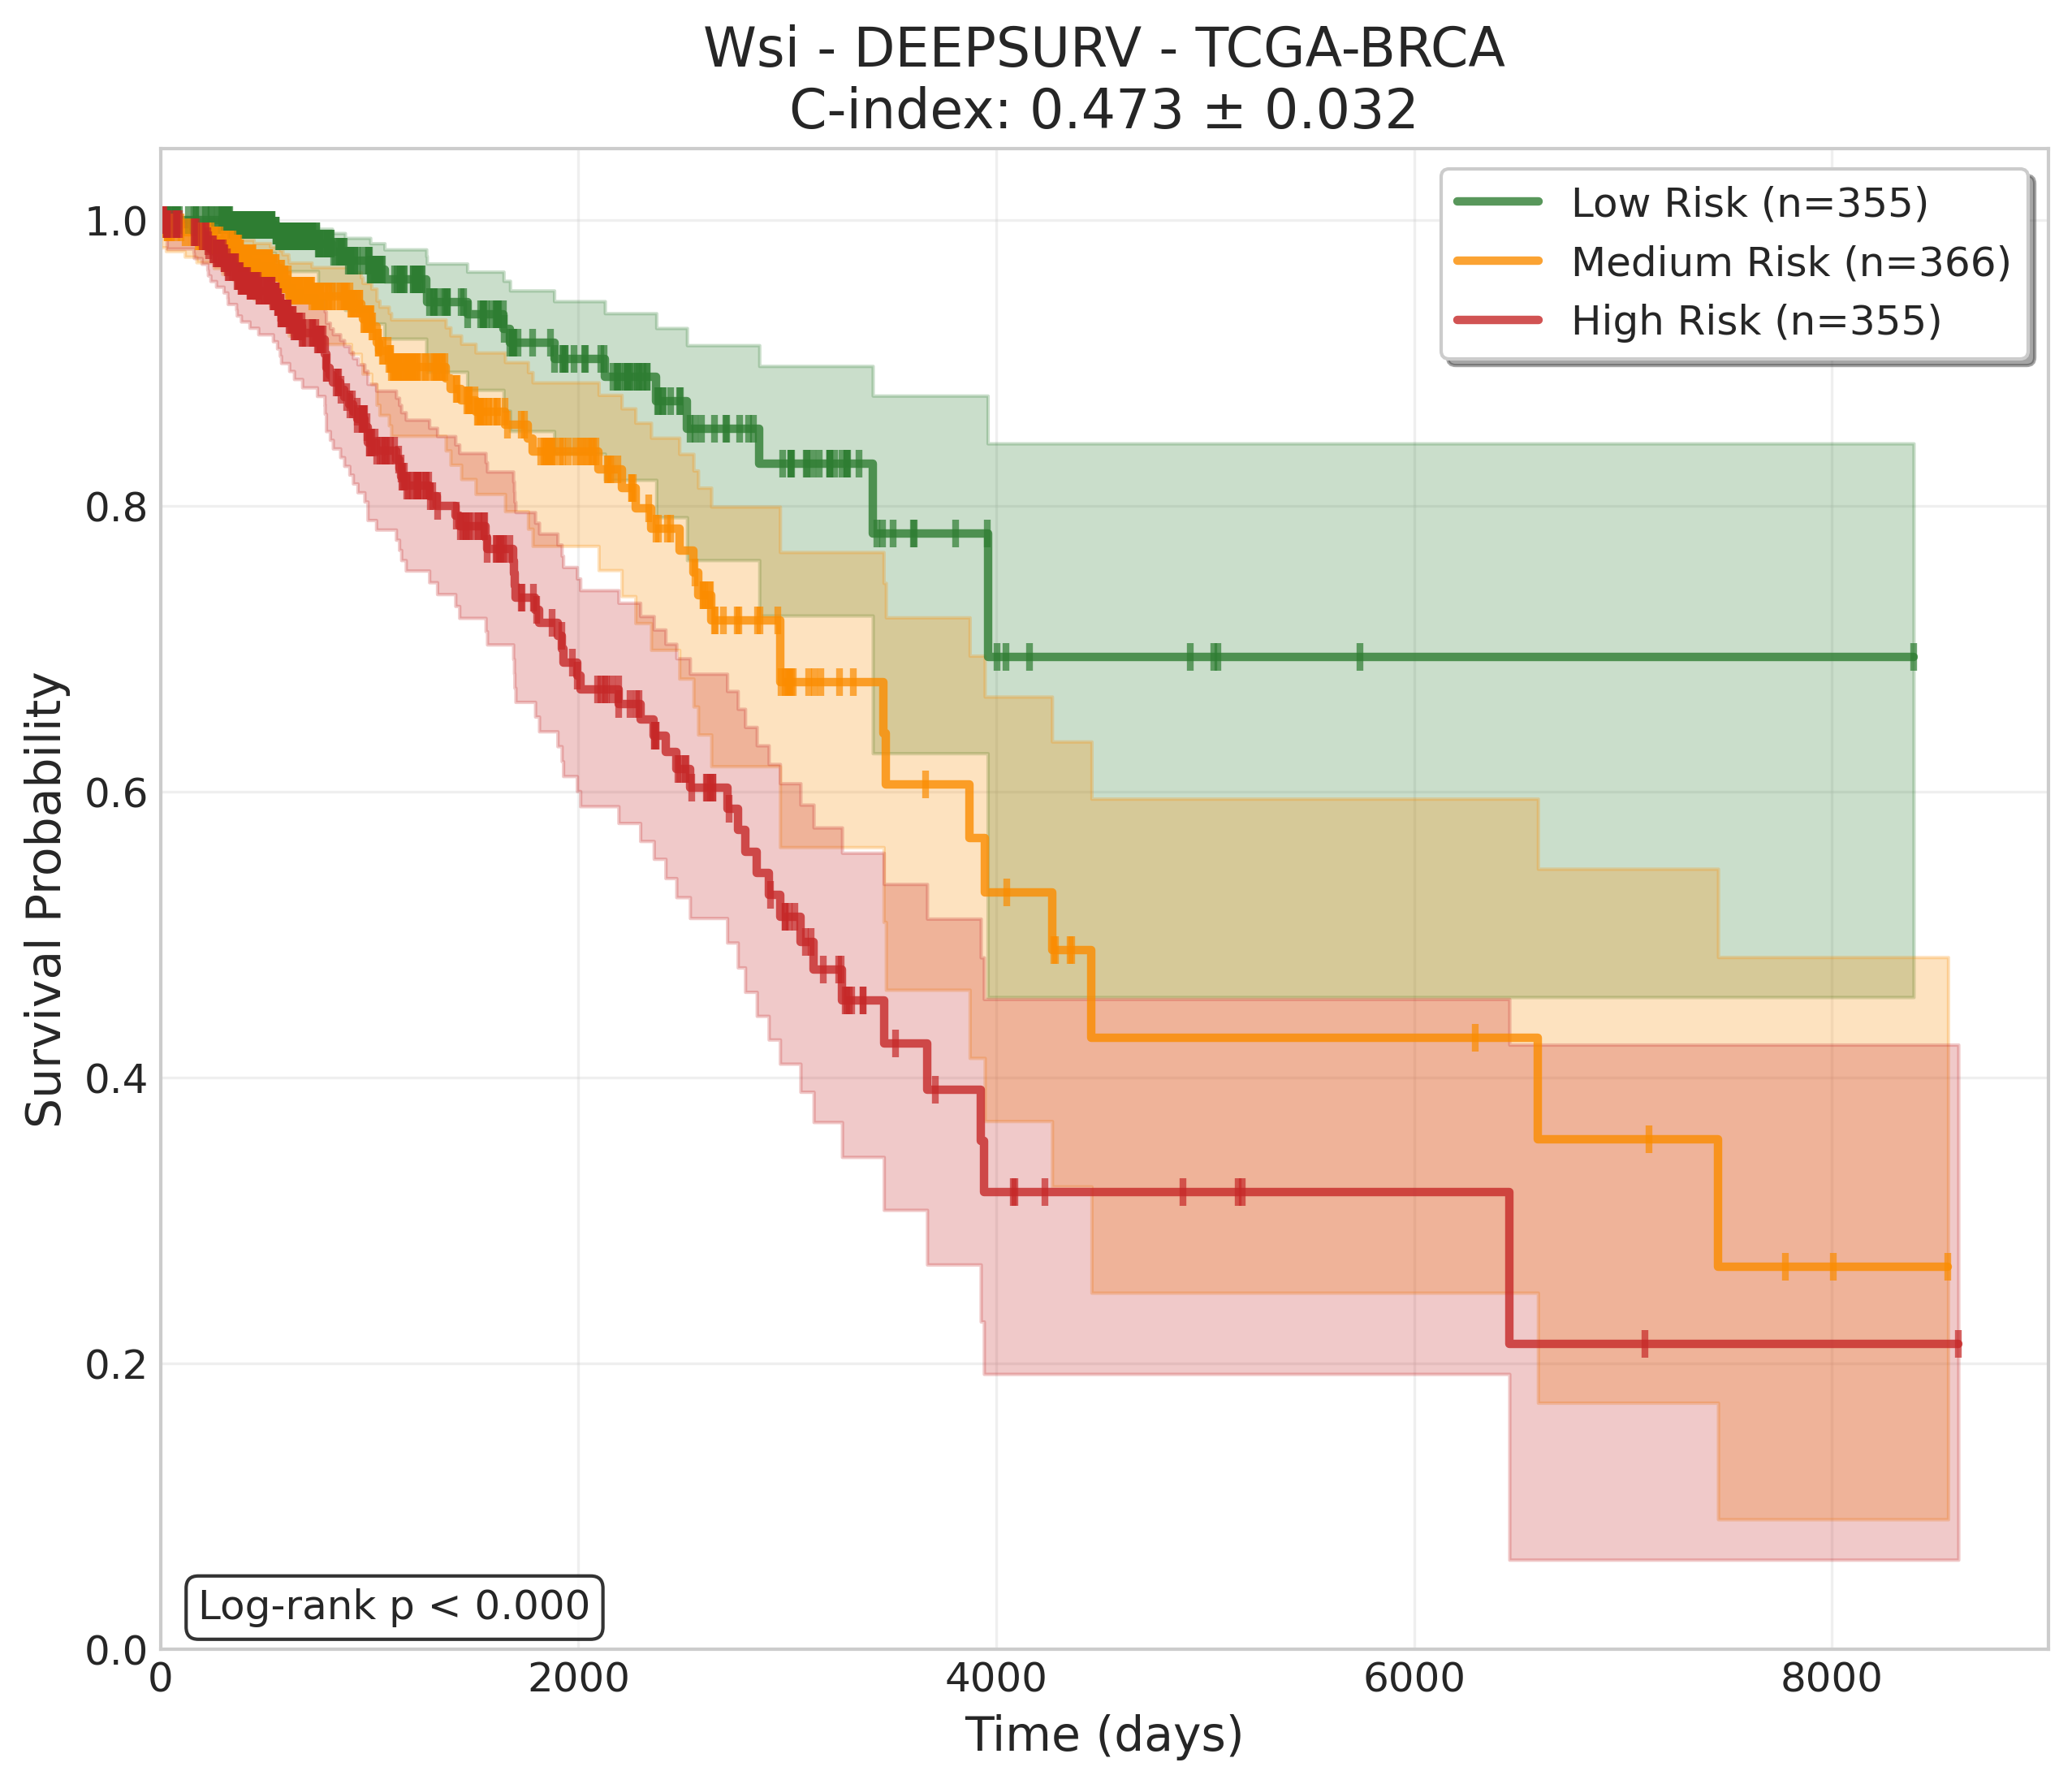 Wsi - DEEPSURV - TCGA-BRCA
C-index: 0.473 ± 0.032
Low Risk (n=355)
Medium Risk (n=366)
High Risk (n=355)
Survival Probability
1.0
0.8
0.6
0.4
0.2
0.0
Log-rank p < 0.000
0 2000 4000 6000 8000
Time (days)